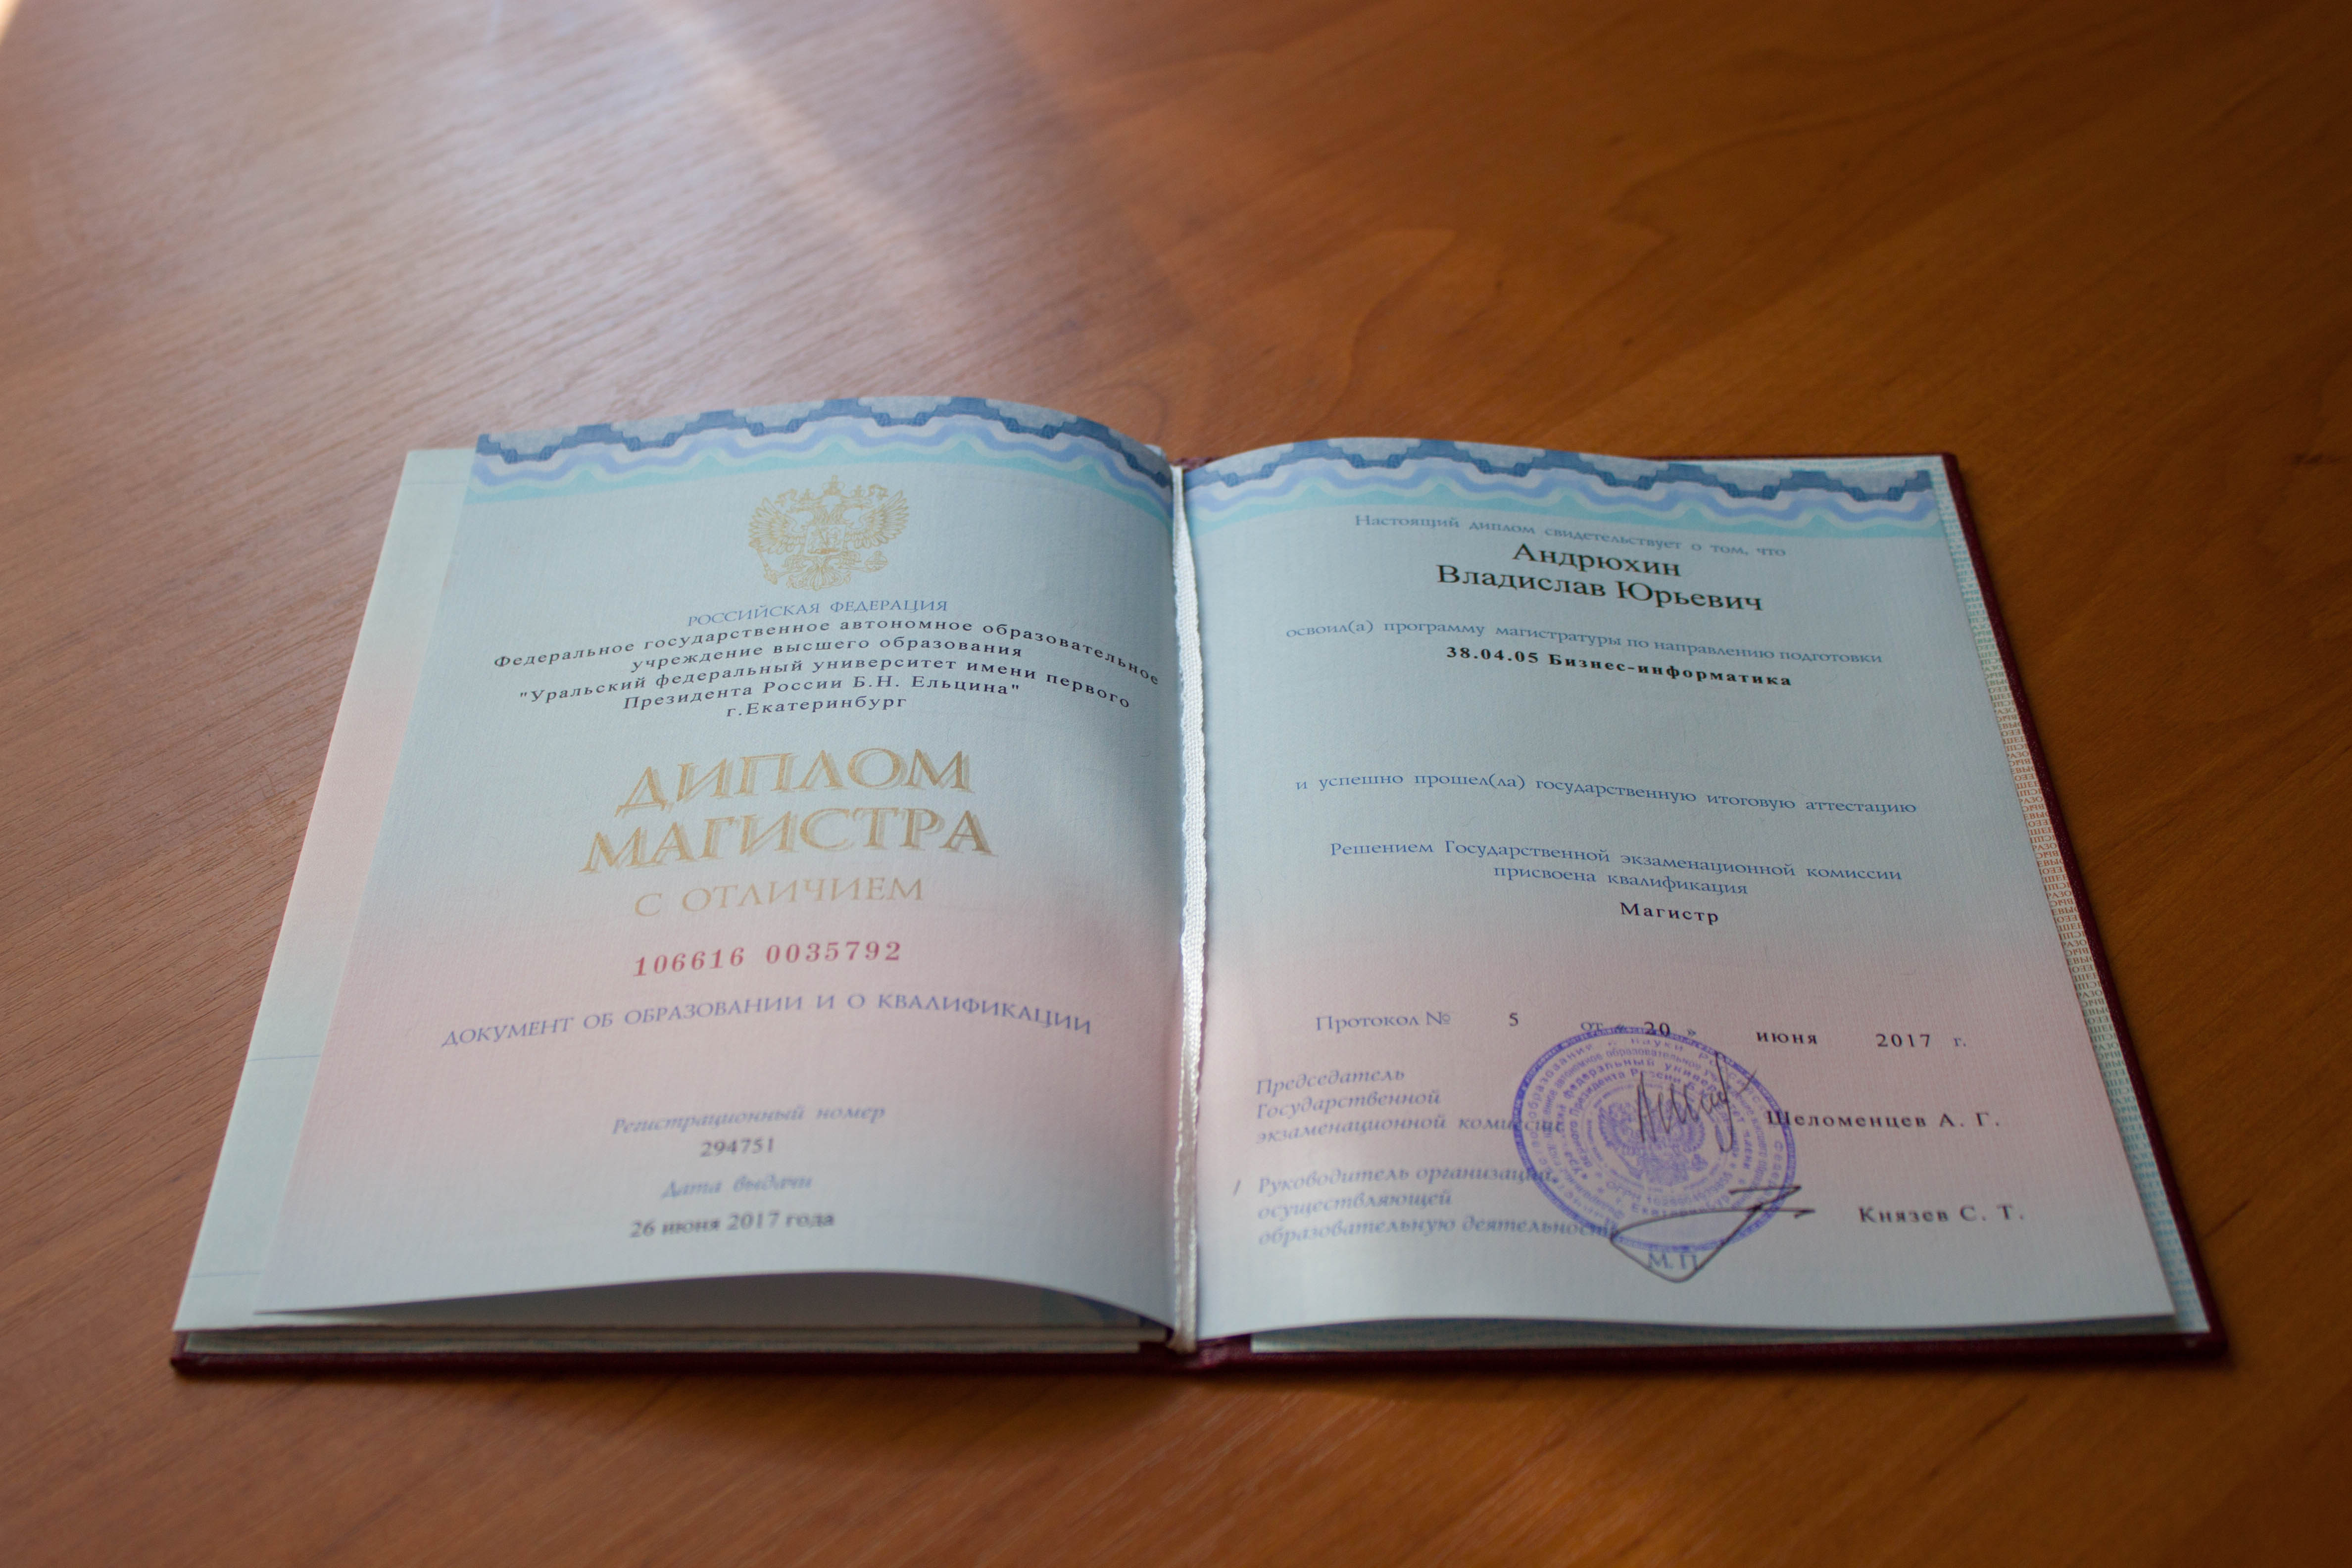 РОССИЙСКАЯ ФЕДЕРАЦИЯ
Федеральное государственное автономное образовательное
учреждение высшего образования
"Уральский федеральный университет имени первого
Президента России Б.Н. Ельцина"
г.Екатеринбург
ДИПЛОМ
МАГИСТРА
С ОТЛИЧИЕМ
106616 0035792
ДОКУМЕНТ ОБ ОБРАЗОВАНИИ И О КВАЛИФИКАЦИИ
Регистрационный номер
294751
Дата выдачи
26 июня 2017 года
Настоящий диплом свидетельствует о том, что
Андрюхин
Владислав Юрьевич
освоил(а) программу магистратуры по направлению подготовки
38.04.05 Бизнес-информатика
и успешно прошел(ла) государственную итоговую аттестацию
Решением Государственной экзаменационной комиссии
присвоена квалификация
Магистр
Протокол № 5 от « 20 » июня 2017 г.
Председатель
Государственной
экзаменационной комиссии
Шеломенцев А. Г.
/ Руководитель организации,
осуществляющей
образовательную деятельность
Князев С. Т.
М.П.